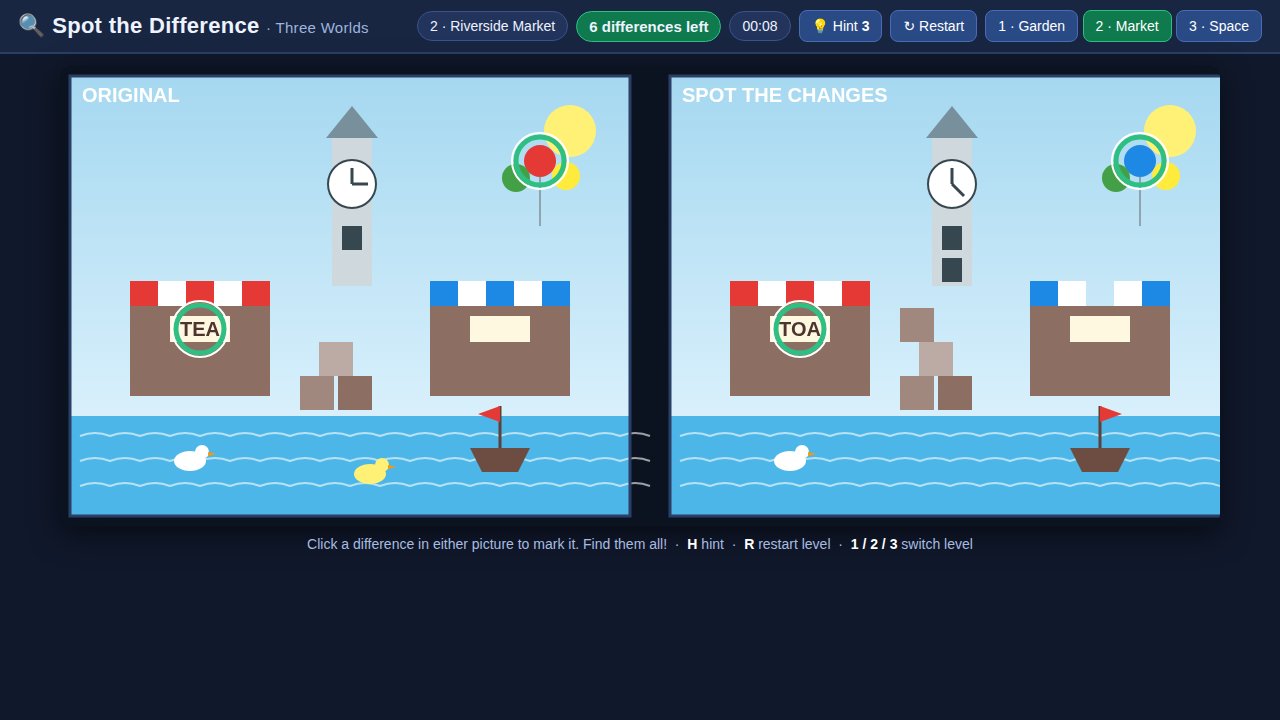 🔍 Spot the Difference · Three Worlds
2 · Riverside Market
6 differences left
00:08
💡 Hint 3
↻ Restart
1 · Garden
2 · Market
3 · Space
ORIGINAL
SPOT THE CHANGES
TEA
TOA
Click a difference in either picture to mark it. Find them all! · H hint · R restart level · 1 / 2 / 3 switch level